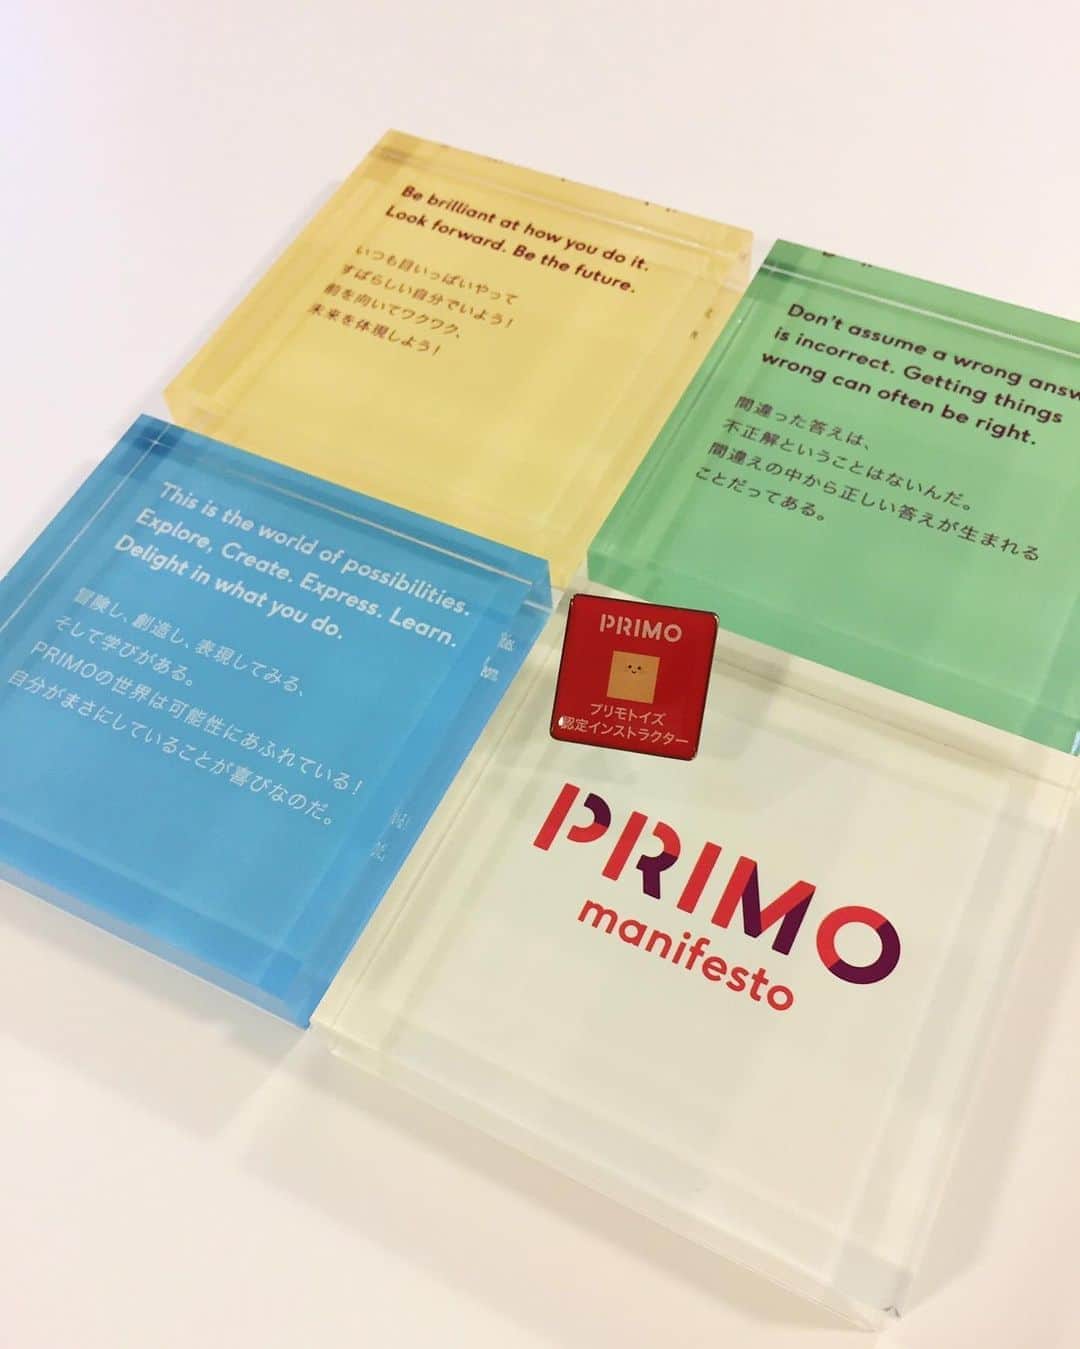 Be brilliant at how you do it.
Look forward. Be the future.
いつも目いっぱいやって
すばらしい自分でいよう！
前を向いてワクワク、
未来を体現しよう！
Don't assume a wrong answ
is incorrect. Getting things
wrong can often be right.
間違った答えは、
不正解ということはないんだ。
間違えの中から正しい答えが生まれる
ことだってある。
This is the world of possibilities.
Explore, Create. Express. Learn.
Delight in what you do.
冒険し、創造し、表現してみる、
そして学びがある。
PRIMOの世界は可能性にあふれている！
自分がまさにしていることが喜びなのだ。
PRIMO
プリモトイズ
認定インストラクター
PRIMO
manifesto